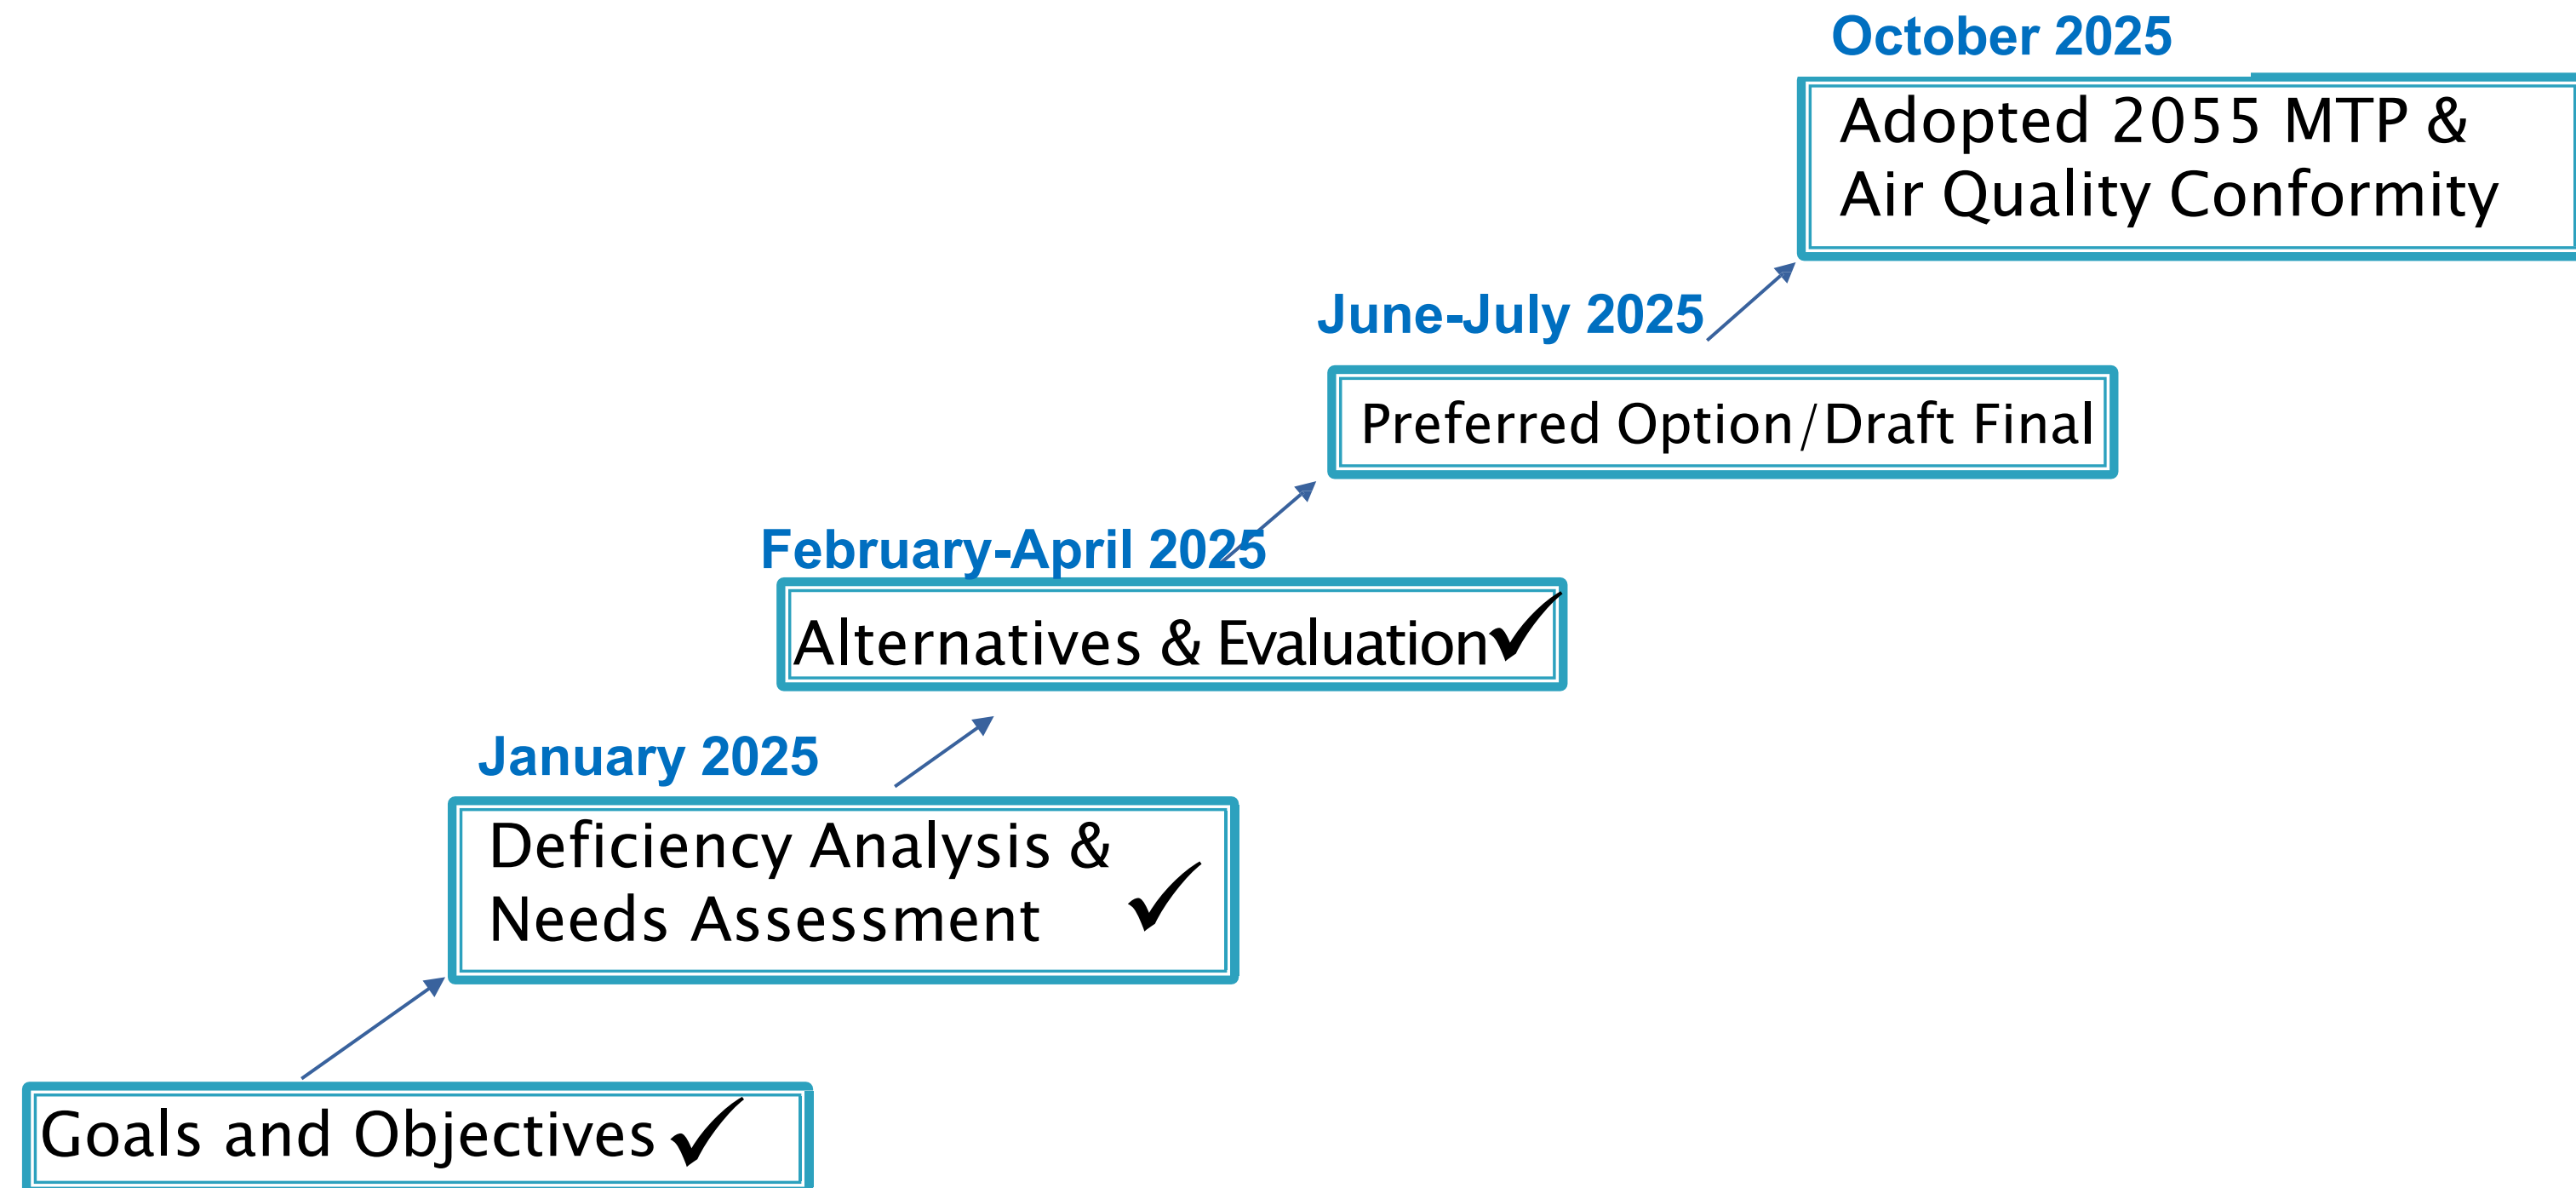 October 2025
Adopted 2055 MTP &
Air Quality Conformity
June-July 2025
Preferred Option/Draft Final
February-April 2025
Alternatives & Evaluation✓
January 2025
Deficiency Analysis &
Needs Assessment ✓
Goals and Objectives ✓